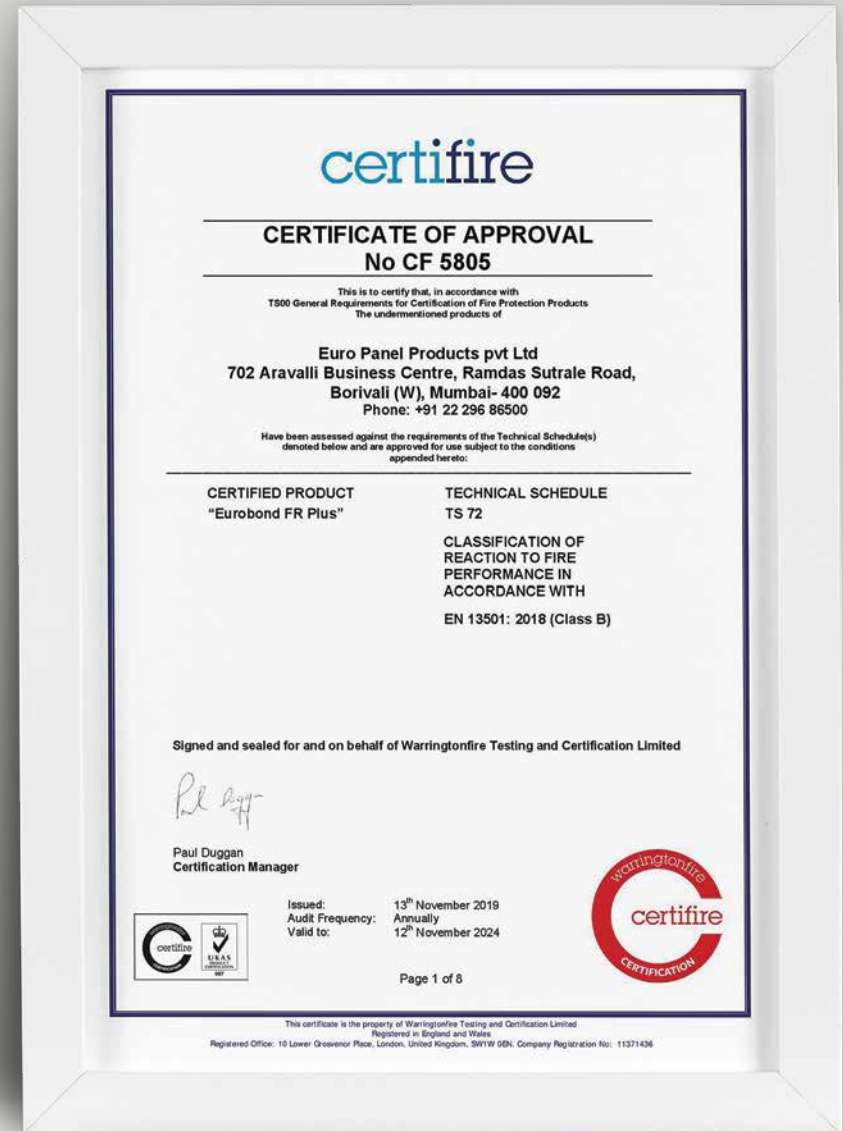 certifire
CERTIFICATE OF APPROVAL
No CF 5805
This is to certify that, in accordance with
TS00 General Requirements for Certification of Fire Protection Products
The undermentioned products of
Euro Panel Products pvt Ltd
702 Aravalli Business Centre, Ramdas Sutrale Road,
Borivali (W), Mumbai- 400 092
Phone: +91 22 296 86500
Have been assessed against the requirements of the Technical Schedule(s)
denoted below and are approved for use subject to the conditions
appended hereto:
CERTIFIED PRODUCT
"Eurobond FR Plus"
TECHNICAL SCHEDULE
TS 72
CLASSIFICATION OF
REACTION TO FIRE
PERFORMANCE IN
ACCORDANCE WITH
EN 13501: 2018 (Class B)
Signed and sealed for and on behalf of Warringtonfire Testing and Certification Limited
Paul Duggan
Certification Manager
Issued: 13th November 2019
Audit Frequency: Annually
Valid to: 12th November 2024
certifire
UKAS
PRODUCT
CERTIFICATION
warringtonfire
certifire
CERTIFICATION
Page 1 of 8
This certificate is the property of Warringtonfire Testing and Certification Limited
Registered in England and Wales
Registered Office: 10 Lower Grosvenor Place, London, United Kingdom, SW1W 0EN. Company Registration No: 11371436